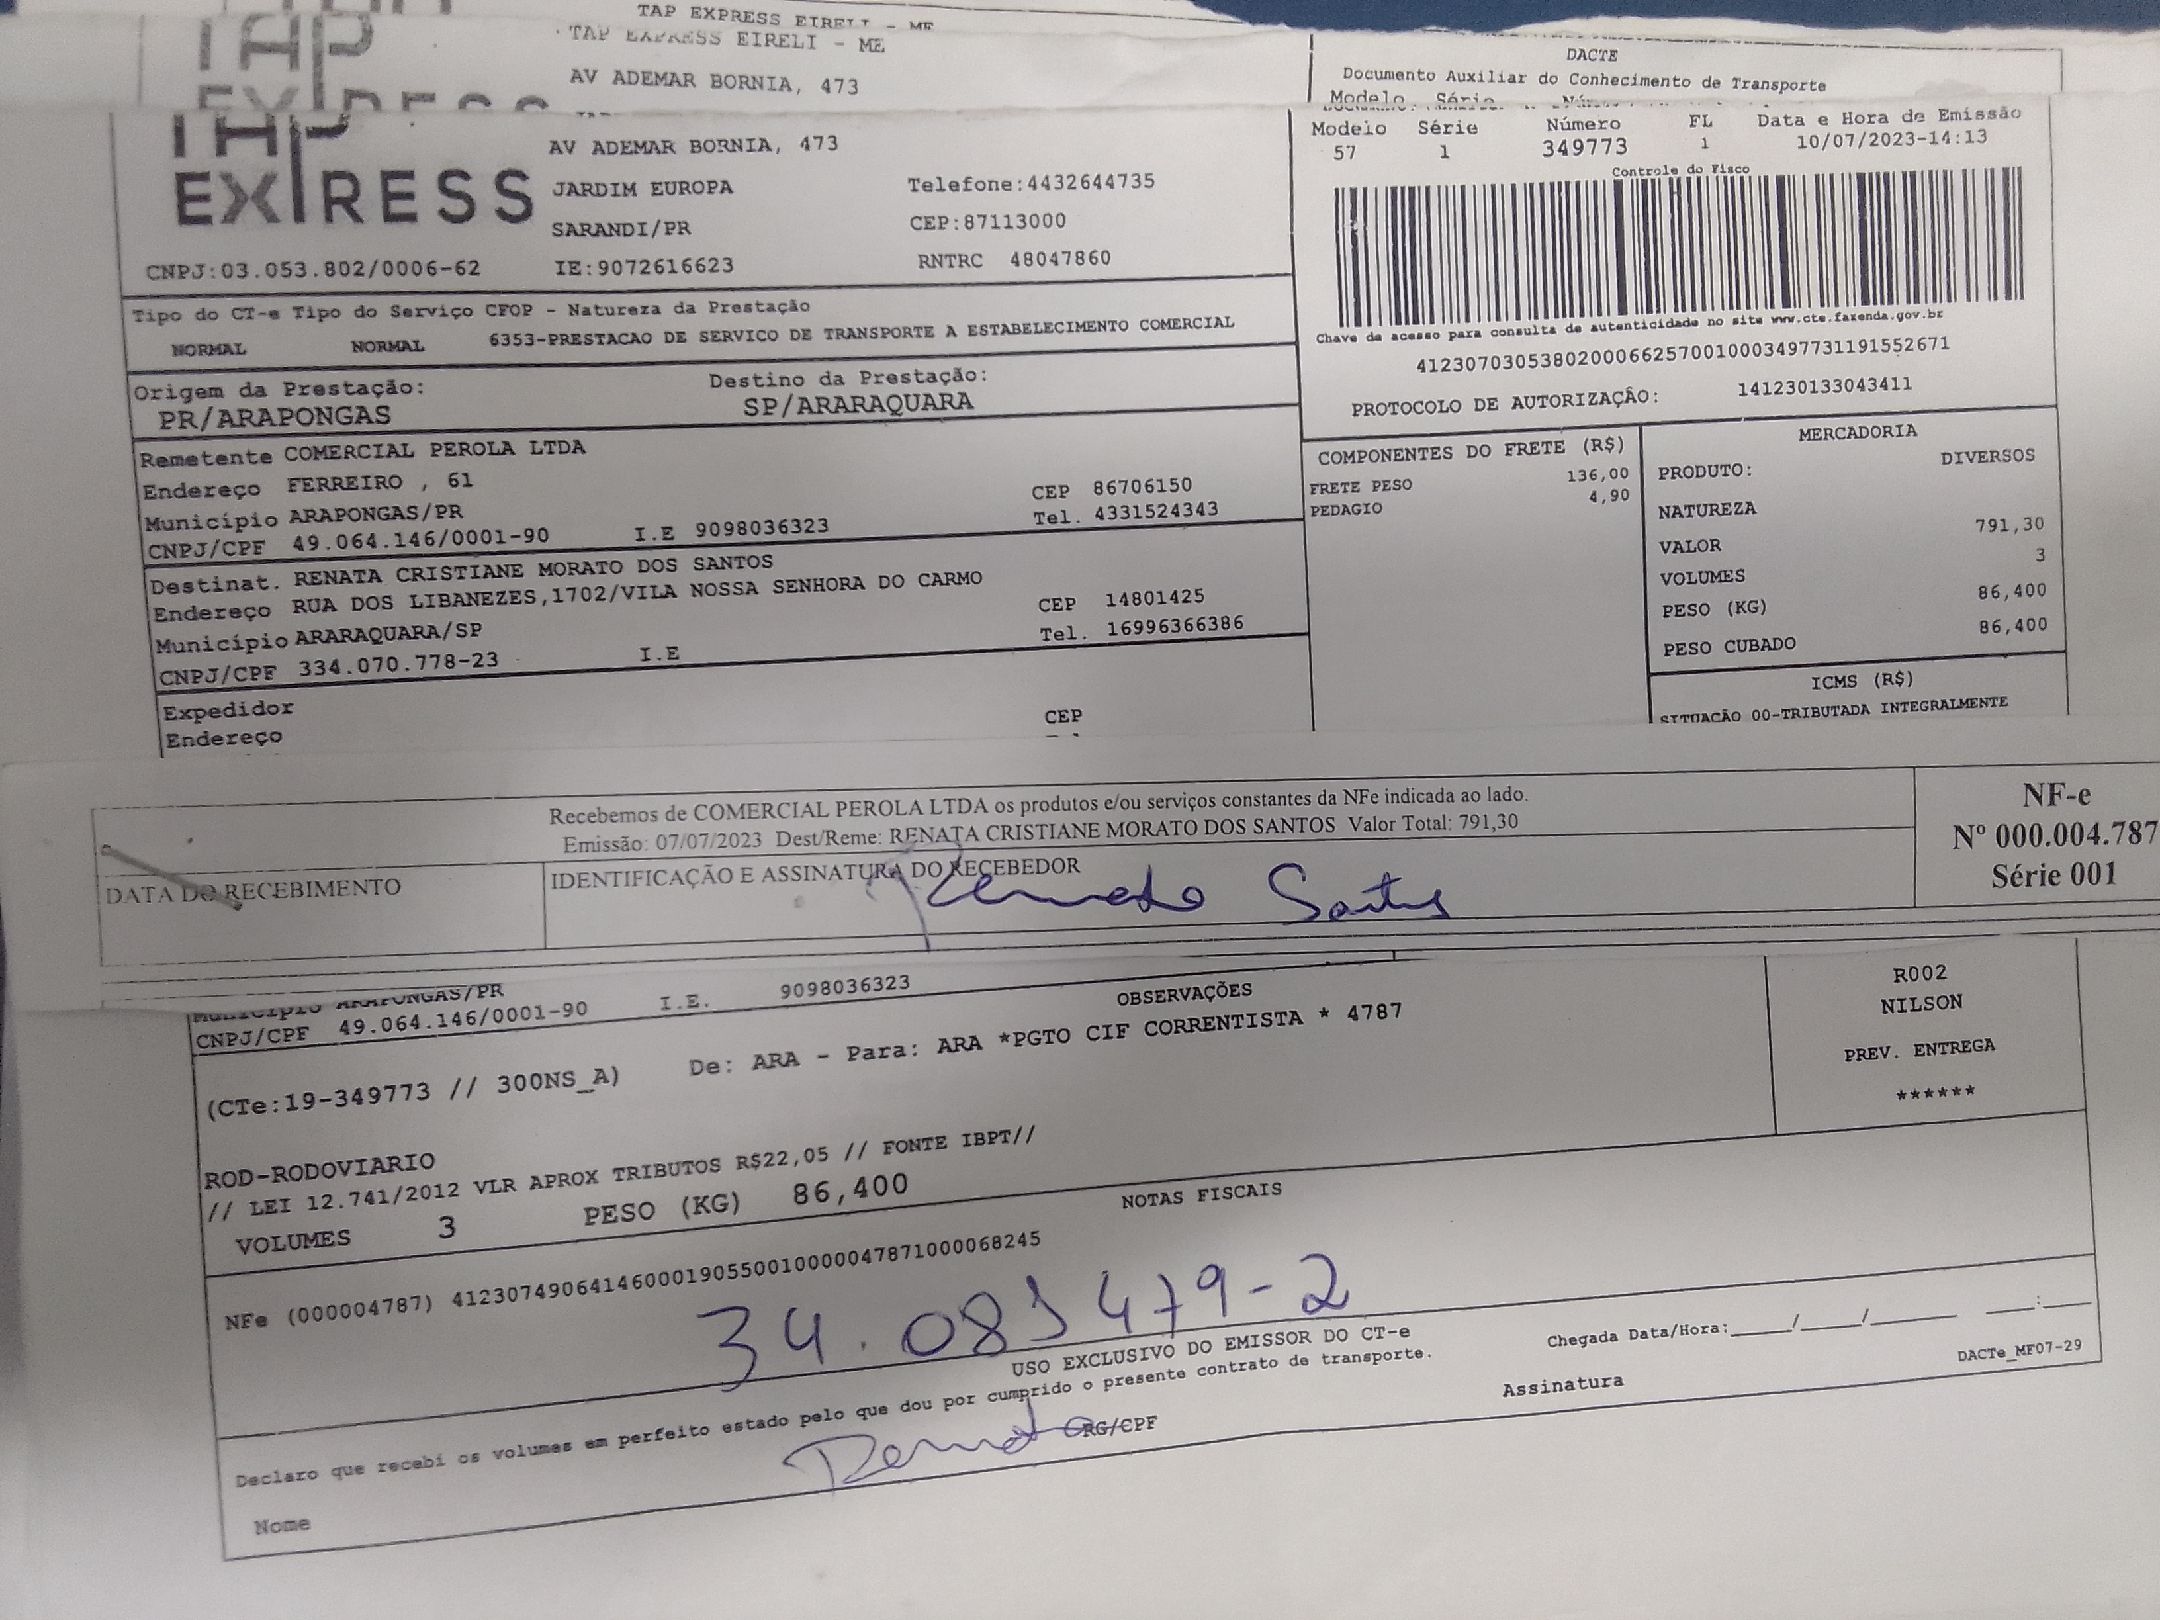 TAP EXPRESS EIRELI - ME
TAP EXPRESS EIRELI - ME
AV ADEMAR BORNIA, 473
DACTE
Documento Auxiliar do Conhecimento de Transporte
Modelo Série Número
TAP EXPRESS
AV ADEMAR BORNIA, 473
JARDIM EUROPA Telefone:4432644735
SARANDI/PR CEP:87113000
CNPJ:03.053.802/0006-62 IE:9072616623 RNTRC 48047860
Modelo Série Número FL Data e Hora de Emissão
57 1 349773 1 10/07/2023-14:13
Controle do Fisco
Chave de acesso para consulta de autenticidade no site www.cte.fazenda.gov.br
41230703053802000662570010003497731191552671
PROTOCOLO DE AUTORIZAÇÂO: 141230133043411
Tipo do CT-e Tipo do Serviço CFOP - Natureza da Prestação
NORMAL NORMAL 6353-PRESTACAO DE SERVICO DE TRANSPORTE A ESTABELECIMENTO COMERCIAL
Origem da Prestação: Destino da Prestação:
PR/ARAPONGAS SP/ARARAQUARA
Remetente COMERCIAL PEROLA LTDA
Endereço FERREIRO , 61 CEP 86706150
Município ARAPONGAS/PR Tel. 4331524343
CNPJ/CPF 49.064.146/0001-90 I.E 9098036323
Destinat. RENATA CRISTIANE MORATO DOS SANTOS
Endereço RUA DOS LIBANEZES,1702/VILA NOSSA SENHORA DO CARMO CEP 14801425
Município ARARAQUARA/SP Tel. 16996366386
CNPJ/CPF 334.070.778-23 I.E
Expedidor CEP
Endereço
COMPONENTES DO FRETE (R$)
FRETE PESO 136,00
PEDAGIO 4,90
MERCADORIA
PRODUTO: DIVERSOS
NATUREZA
VALOR 791,30
VOLUMES 3
PESO (KG) 86,400
PESO CUBADO 86,400
ICMS (R$)
SITUAÇÃO 00-TRIBUTADA INTEGRALMENTE
Recebemos de COMERCIAL PEROLA LTDA os produtos e/ou serviços constantes da NFe indicada ao lado.
Emissão: 07/07/2023 Dest/Reme: RENATA CRISTIANE MORATO DOS SANTOS Valor Total: 791,30
DATA DO RECEBIMENTO IDENTIFICAÇÃO E ASSINATURA DO RECEBEDOR
Santos
NF-e
Nº 000.004.787
Série 001
Município ARAPONGAS/PR
CNPJ/CPF 49.064.146/0001-90 I.E. 9098036323
OBSERVAÇÕES
(CTe:19-349773 // 300NS_A) De: ARA - Para: ARA *PGTO CIF CORRENTISTA * 4787
R002
NILSON
PREV. ENTREGA
******
ROD-RODOVIARIO
// LEI 12.741/2012 VLR APROX TRIBUTOS R$22,05 // FONTE IBPT//
VOLUMES 3 PESO (KG) 86,400
NOTAS FISCAIS
NFe (000004787) 41230749064146000190550010000047871000068245
34.083479-2
USO EXCLUSIVO DO EMISSOR DO CT-e
Declaro que recebi os volumes em perfeito estado pelo que dou por cumprido o presente contrato de transporte.
Chegada Data/Hora:_____/_____/_______ ___:___
DACTe_MF07-29
Nome RG/CPF Assinatura